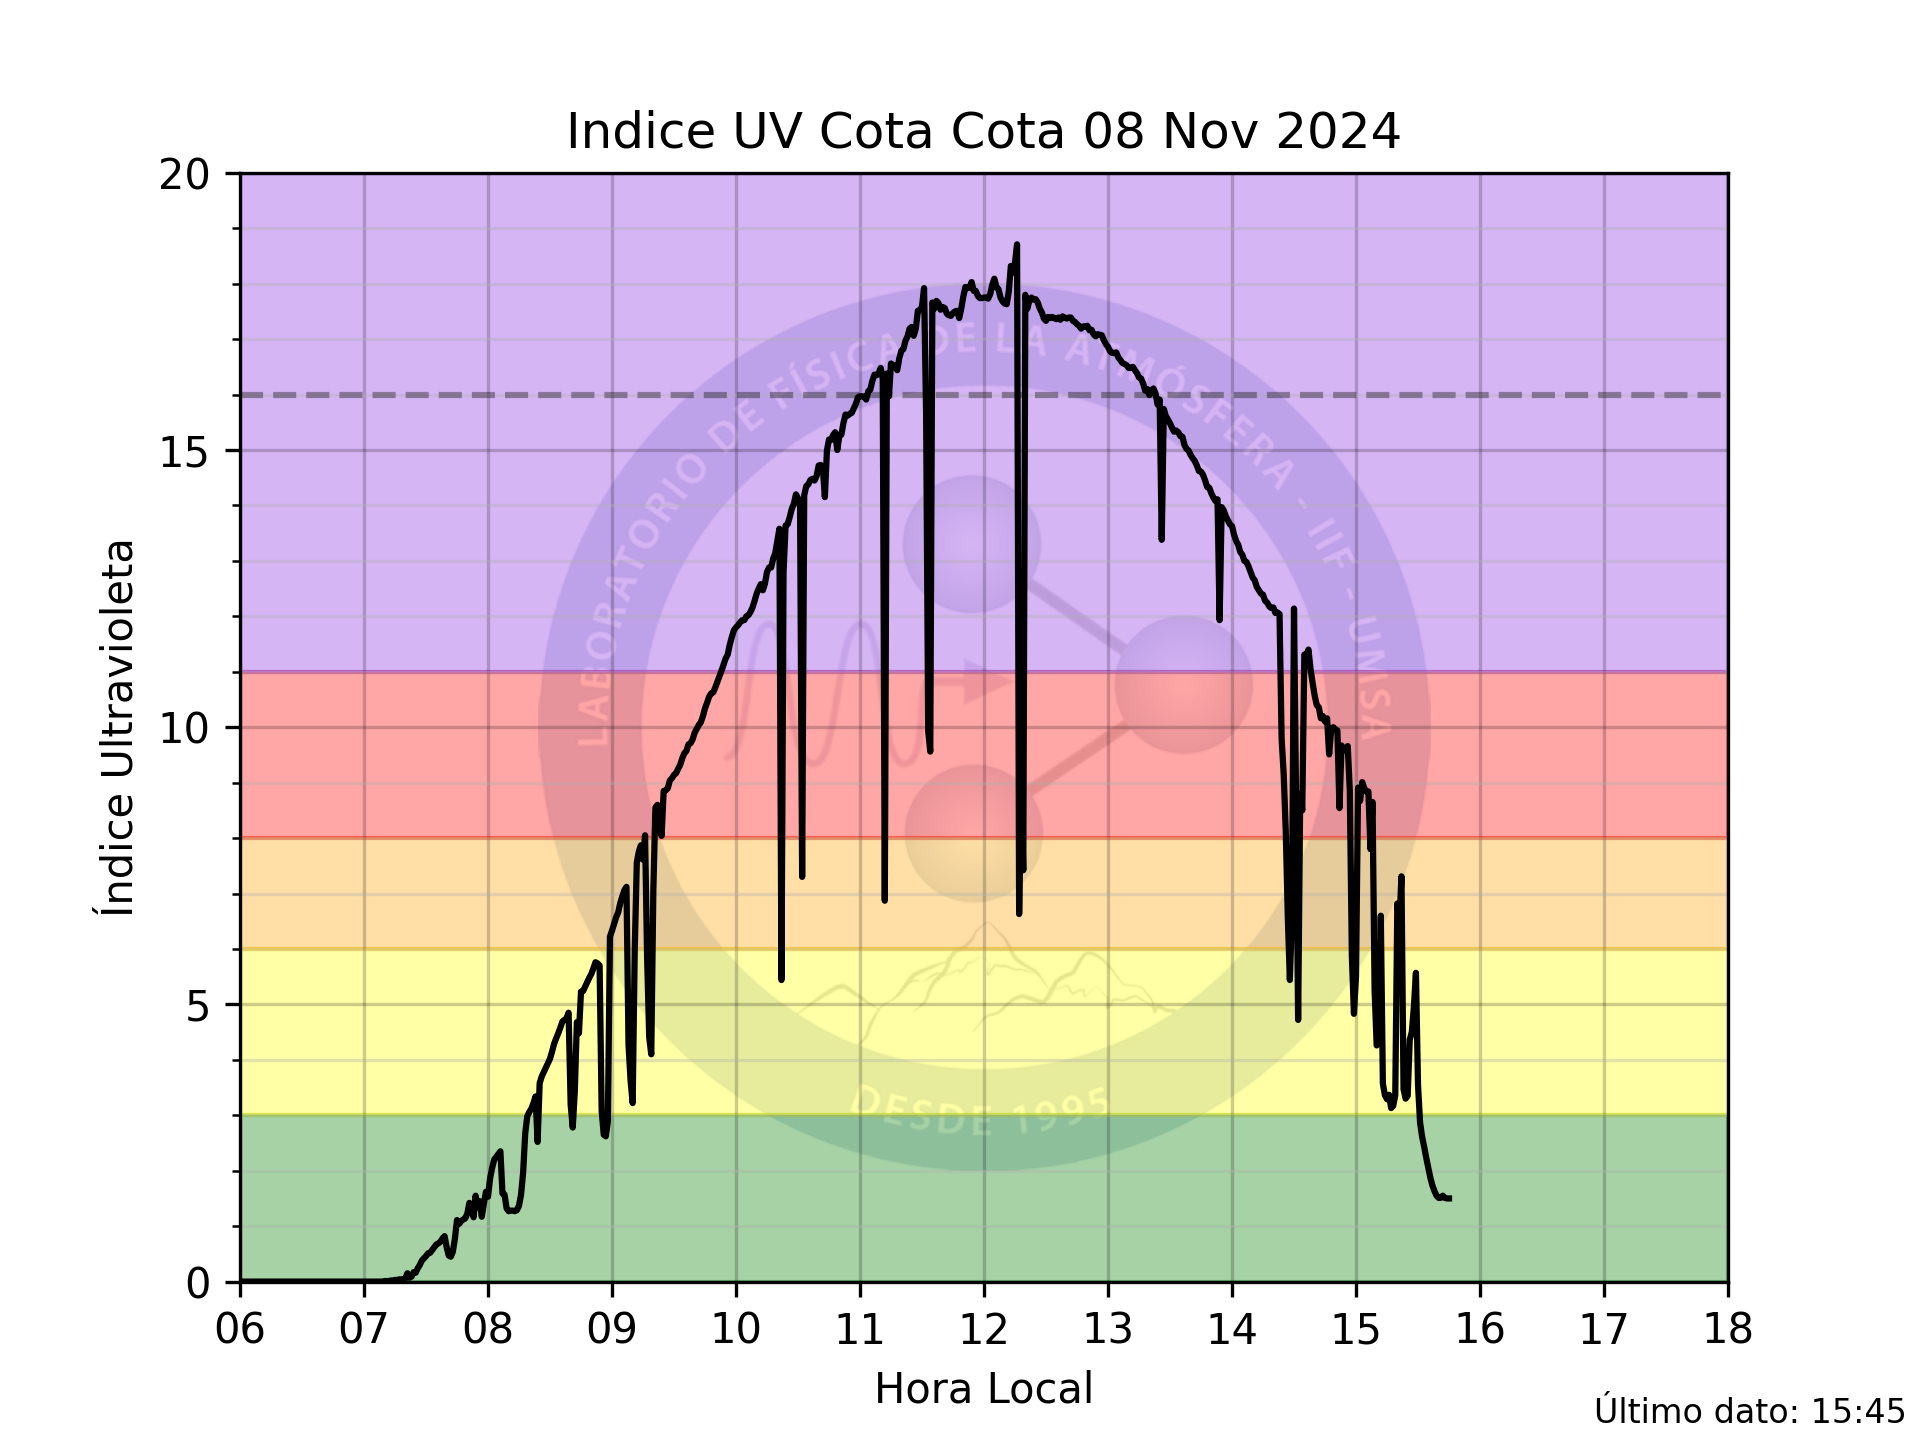 Indice UV Cota Cota 08 Nov 2024
20
15
10
5
0
Índice Ultravioleta
LABORATORIO DE FÍSICA DE LA ATMÓSFERA - IIF - UMSA
DESDE 1995
06 07 08 09 10 11 12 13 14 15 16 17 18
Hora Local
Último dato: 15:45